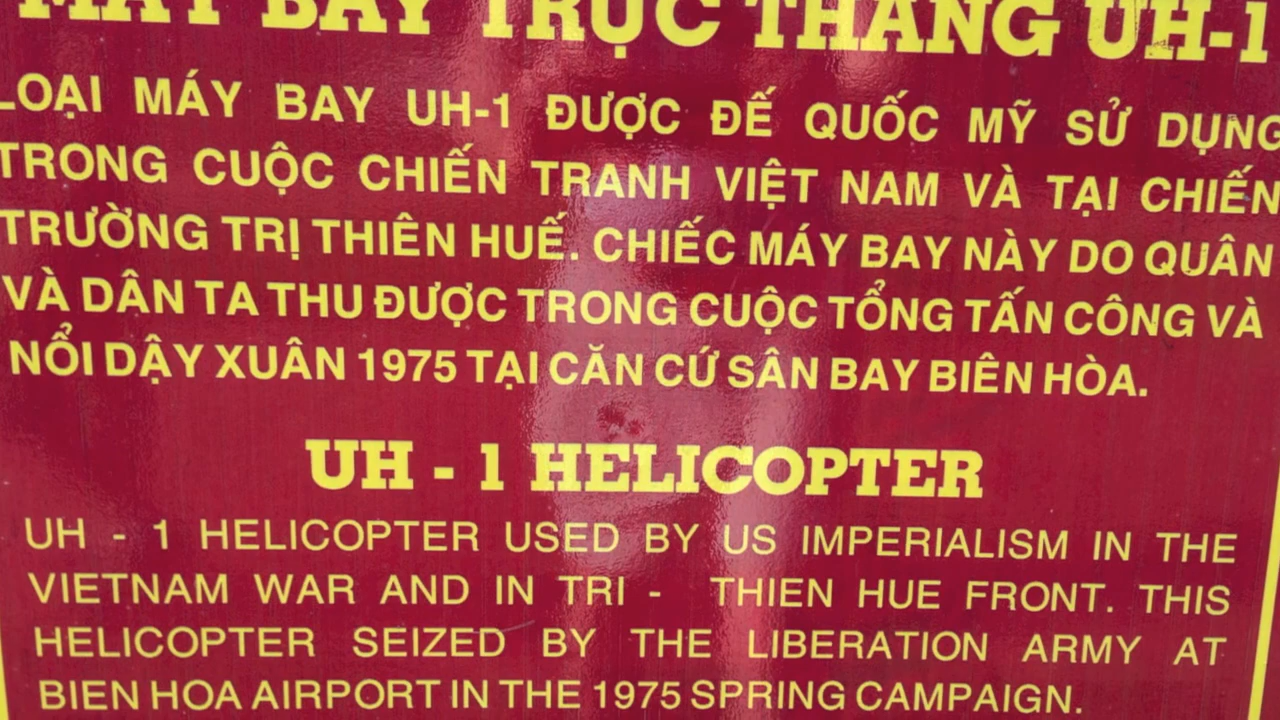 MÁY BAY TRỰC THĂNG UH-1
LOẠI MÁY BAY UH-1 ĐƯỢC ĐẾ QUỐC MỸ SỬ DỤNG
TRONG CUỘC CHIẾN TRANH VIỆT NAM VÀ TẠI CHIẾN
TRƯỜNG TRỊ THIÊN HUẾ. CHIẾC MÁY BAY NÀY DO QUÂN
VÀ DÂN TA THU ĐƯỢC TRONG CUỘC TỔNG TẤN CÔNG VÀ
NỔI DẬY XUÂN 1975 TẠI CĂN CỨ SÂN BAY BIÊN HÒA.
UH - 1 HELICOPTER
UH - 1 HELICOPTER USED BY US IMPERIALISM IN THE
VIETNAM WAR AND IN TRI - THIEN HUE FRONT. THIS
HELICOPTER SEIZED BY THE LIBERATION ARMY AT
BIEN HOA AIRPORT IN THE 1975 SPRING CAMPAIGN.